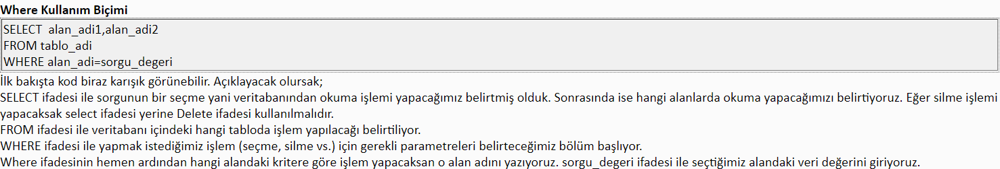 Where Kullanım Biçimi
SELECT  alan_adi1,alan_adi2
FROM tablo_adi
WHERE alan_adi=sorgu_degeri
İlk bakışta kod biraz karışık görünebilir. Açıklayacak olursak;
SELECT ifadesi ile sorgunun bir seçme yani veritabanından okuma işlemi yapacağımız belirtmiş olduk. Sonrasında ise hangi alanlarda okuma yapacağımızı belirtiyoruz. Eğer silme işlemi
yapacaksak select ifadesi yerine Delete ifadesi kullanılmalıdır.
FROM ifadesi ile veritabanı içindeki hangi tabloda işlem yapılacağı belirtiliyor.
WHERE ifadesi ile yapmak istediğimiz işlem (seçme, silme vs.) için gerekli parametreleri belirteceğimiz bölüm başlıyor.
Where ifadesinin hemen ardından hangi alandaki kritere göre işlem yapacaksan o alan adını yazıyoruz. sorgu_degeri ifadesi ile seçtiğimiz alandaki veri değerini giriyoruz.